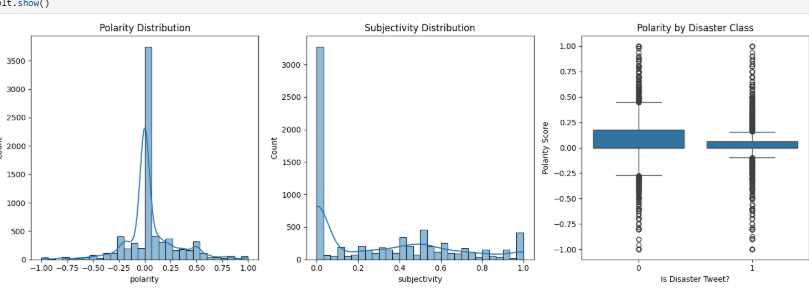 olt.show()
Polarity Distribution
Subjectivity Distribution
Polarity by Disaster Class
3500
3000
2500
2000
1500
1000
500
0
Count
−1.00 −0.75 −0.50 −0.25 0.00 0.25 0.50 0.75 1.00
polarity
3000
2500
2000
1500
1000
500
0
Count
0.0 0.2 0.4 0.6 0.8 1.0
subjectivity
1.00
0.75
0.50
0.25
0.00
−0.25
−0.50
−0.75
−1.00
Polarity Score
0 1
Is Disaster Tweet?